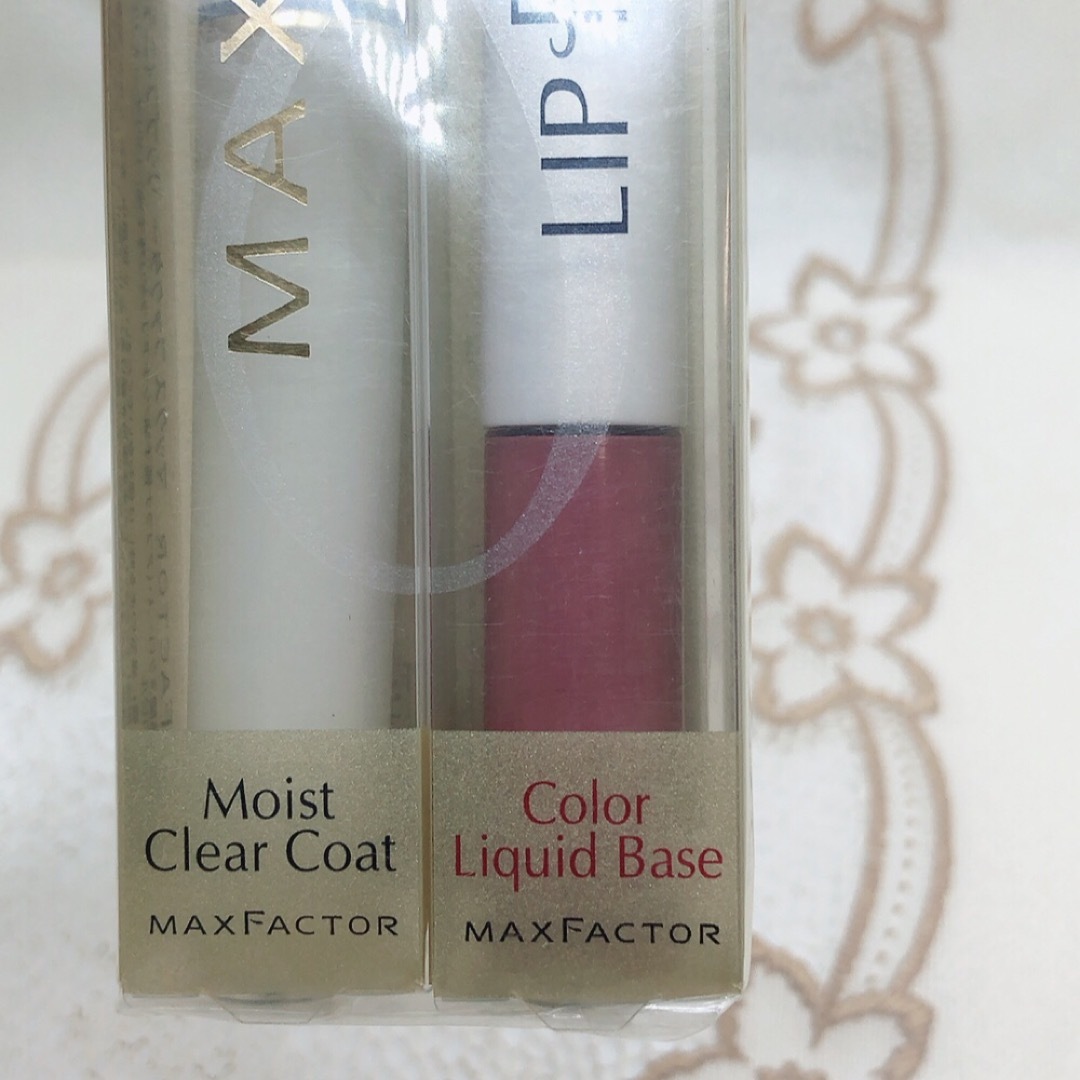 MAX
LIP
Moist
Clear Coat
MAXFACTOR
Color
Liquid Base
MAXFACTOR